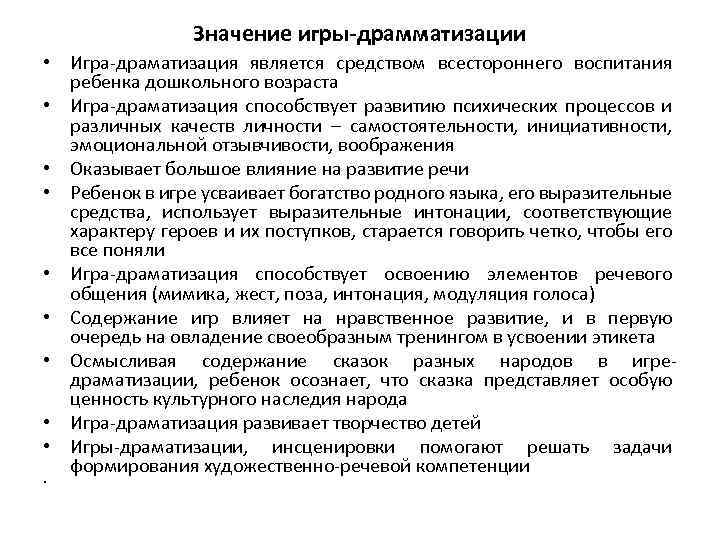 Значение игры-драмматизации
• Игра-драматизация является средством всестороннего воспитания
ребенка дошкольного возраста
• Игра-драматизация способствует развитию психических процессов и
различных качеств личности – самостоятельности, инициативности,
эмоциональной отзывчивости, воображения
• Оказывает большое влияние на развитие речи
• Ребенок в игре усваивает богатство родного языка, его выразительные
средства, использует выразительные интонации, соответствующие
характеру героев и их поступков, старается говорить четко, чтобы его
все поняли
• Игра-драматизация способствует освоению элементов речевого
общения (мимика, жест, поза, интонация, модуляция голоса)
• Содержание игр влияет на нравственное развитие, и в первую
очередь на овладение своеобразным тренингом в усвоении этикета
• Осмысливая содержание сказок разных народов в игре-
драматизации, ребенок осознает, что сказка представляет особую
ценность культурного наследия народа
• Игра-драматизация развивает творчество детей
• Игры-драматизации, инсценировки помогают решать задачи
формирования художественно-речевой компетенции
•